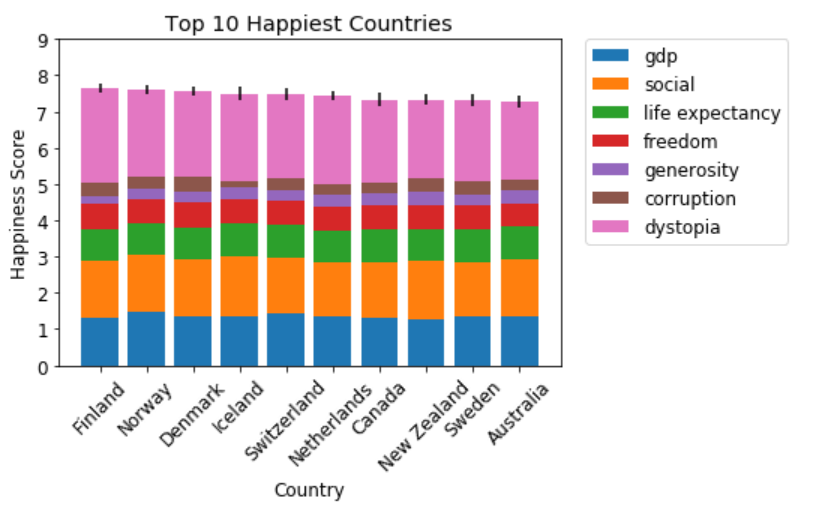 Top 10 Happiest Countries
9
8
7
6
5
4
3
2
1
0
Happiness Score
Finland
Norway
Denmark
Iceland
Switzerland
Netherlands
Canada
New Zealand
Sweden
Australia
Country
gdp
social
life expectancy
freedom
generosity
corruption
dystopia